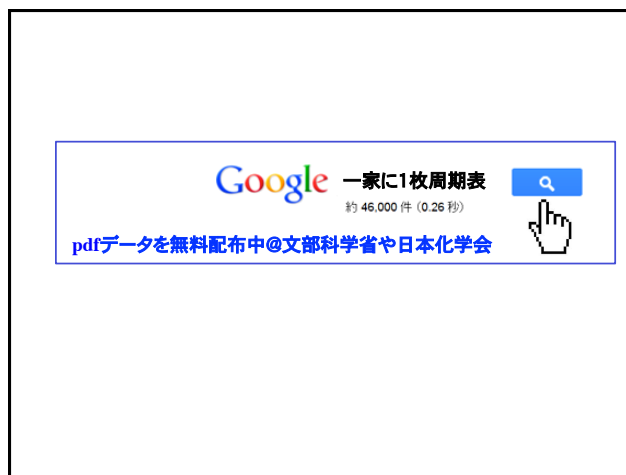 Google 一家に1枚周期表
約 46,000 件 (0.26 秒)
pdfデータを無料配布中@文部科学省や日本化学会